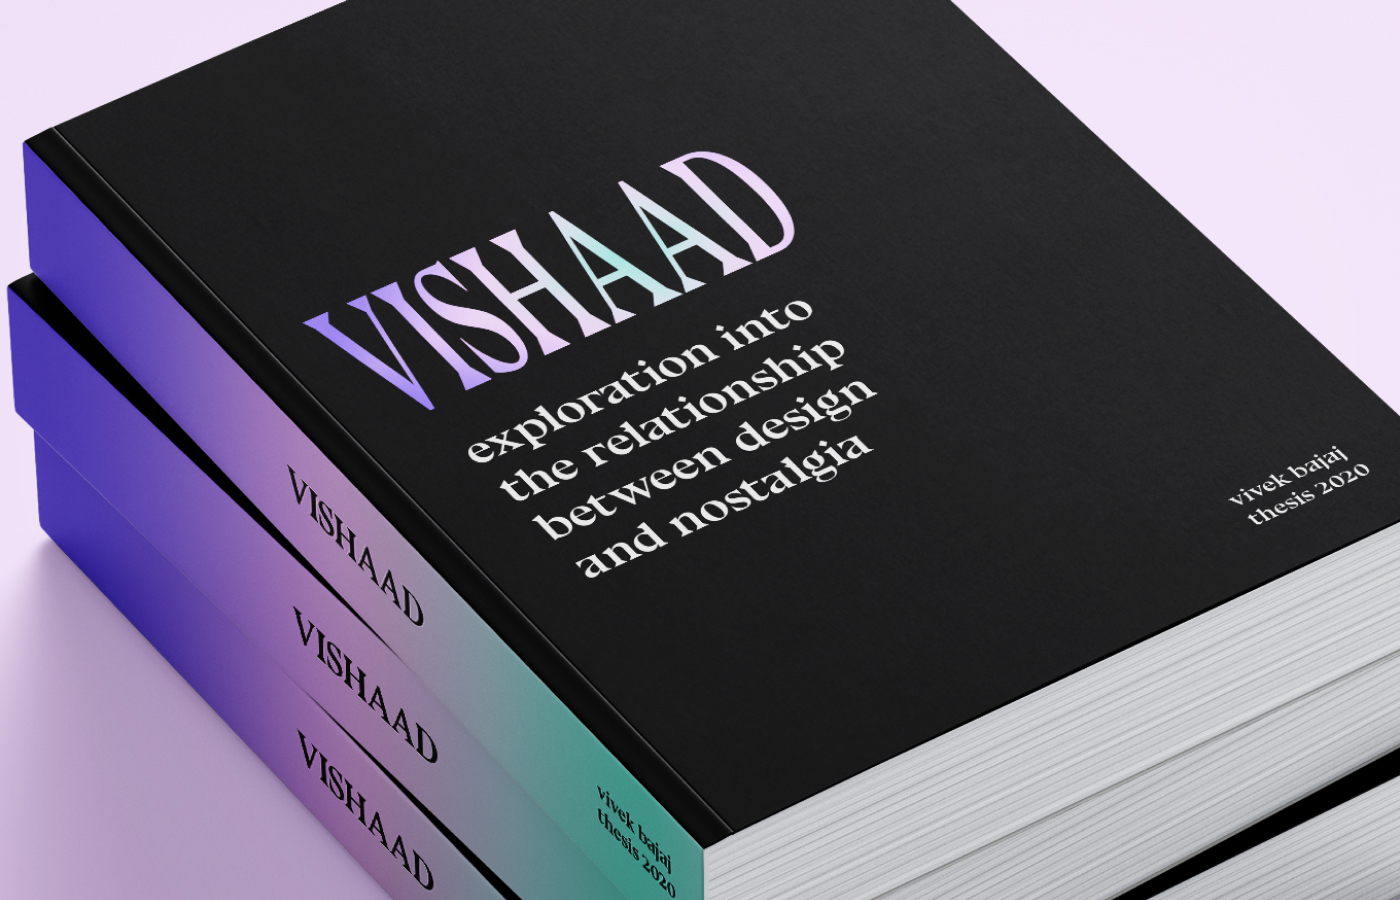 VISHAAD
exploration into
the relationship
between design
and nostalgia
vivek bajaj
thesis 2020
VISHAAD
vivek bajaj
thesis 2020
VISHAAD
VISHAAD